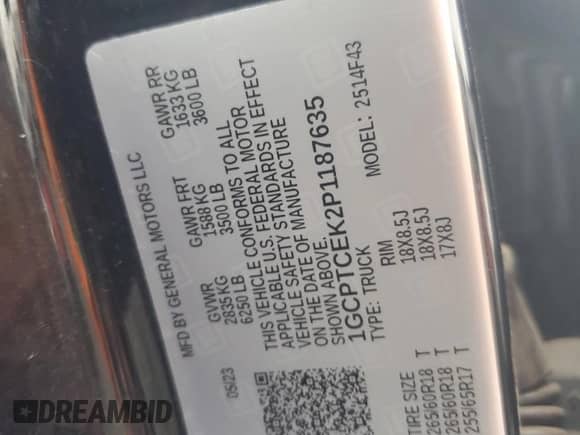 MFD BY GENERAL MOTORS LLC
05/23
GVWR GAWR FRT GAWR RR
2835 KG 1588 KG 1633 KG
6250 LB 3500 LB 3600 LB
THIS VEHICLE CONFORMS TO ALL
APPLICABLE U.S. FEDERAL MOTOR
VEHICLE SAFETY STANDARDS IN EFFECT
ON THE DATE OF MANUFACTURE
SHOWN ABOVE.
1GCPTCEK2P1187635
TYPE: TRUCK MODEL: 2514F43
TIRE SIZE RIM
265/60R18 T 18X8.5J
265/60R18 T 18X8.5J
255/65R17 T 17X8J
DREAMBID